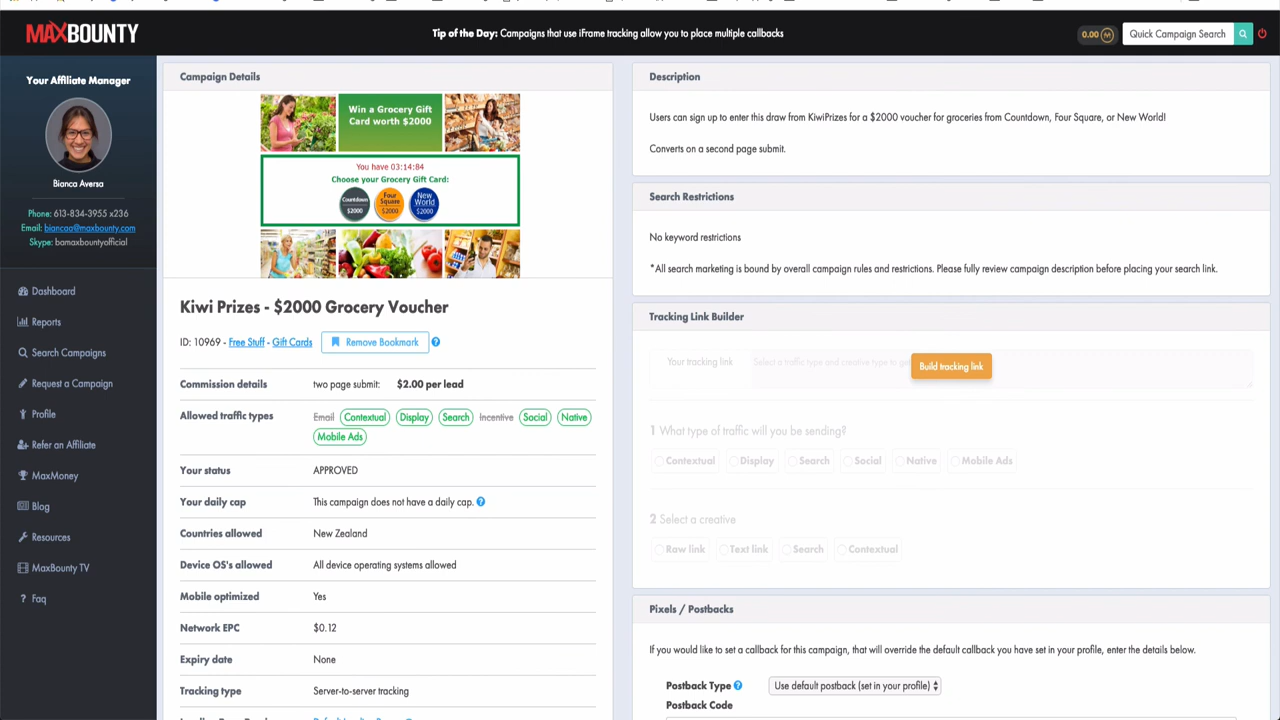 MAXBOUNTY
Tip of the Day: Campaigns that use iFrame tracking allow you to place multiple callbacks
0.00 M
Quick Campaign Search
Your Affiliate Manager
Bianca Aversa
Phone: 613-834-3955 x236
Email: biancaa@maxbounty.com
Skype: bamaxbountyofficial
Dashboard
Reports
Search Campaigns
Request a Campaign
Profile
Refer an Affiliate
MaxMoney
Blog
Resources
MaxBounty TV
? Faq
Campaign Details
Win a Grocery Gift
Card worth $2000
You have 03:14:84
Choose your Grocery Gift Card:
Countdown
$2000
Four
Square
$2000
New
World
$2000
Kiwi Prizes - $2000 Grocery Voucher
ID: 10969 - Free Stuff - Gift Cards
Remove Bookmark
?
Commission details two page submit: $2.00 per lead
Allowed traffic types Email Contextual Display Search Incentive Social Native
Mobile Ads
Your status APPROVED
Your daily cap This campaign does not have a daily cap. ?
Countries allowed New Zealand
Device OS's allowed All device operating systems allowed
Mobile optimized Yes
Network EPC $0.12
Expiry date None
Tracking type Server-to-server tracking
Description
Users can sign up to enter this draw from KiwiPrizes for a $2000 voucher for groceries from Countdown, Four Square, or New World!
Converts on a second page submit.
Search Restrictions
No keyword restrictions
*All search marketing is bound by overall campaign rules and restrictions. Please fully review campaign description before placing your search link.
Tracking Link Builder
Your tracking link Select a traffic type and creative type to get
Build tracking link
1 What type of traffic will you be sending?
Contextual Display Search Social Native Mobile Ads
2 Select a creative
Raw link Text link Search Contextual
Pixels / Postbacks
If you would like to set a callback for this campaign, that will override the default callback you have set in your profile, enter the details below.
Postback Type ? Use default postback (set in your profile)
Postback Code